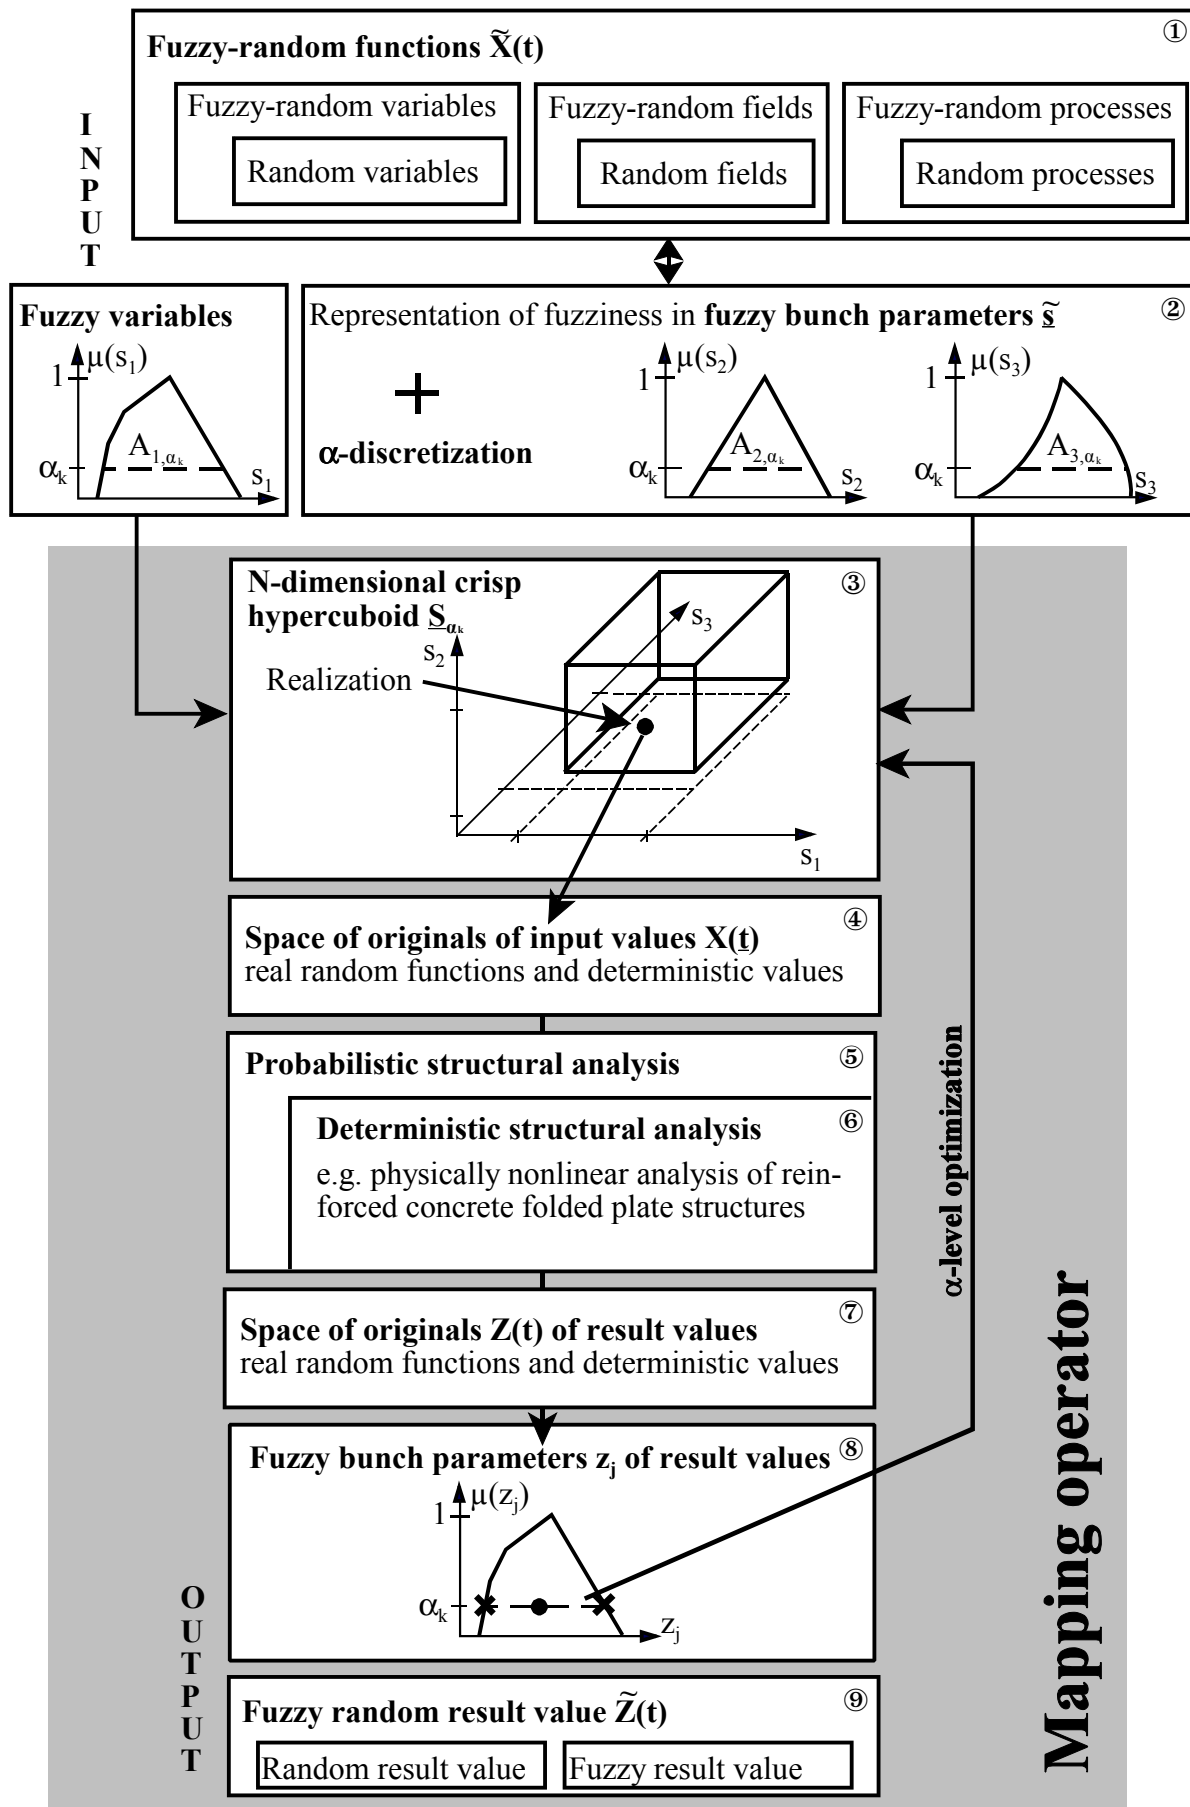 ①
Fuzzy-random functions X̃(t)
I
N
P
U
T
Fuzzy-random variables
Random variables
Fuzzy-random fields
Random fields
Fuzzy-random processes
Random processes
Fuzzy variables
μ(s₁)
1
A₁,αₖ
αₖ
s₁
②
Representation of fuzziness in fuzzy bunch parameters s̲̃
+
α-discretization
μ(s₂)
1
A₂,αₖ
αₖ
s₂
μ(s₃)
1
A₃,αₖ
αₖ
s₃
③
N-dimensional crisp
hypercuboid S̲αₖ
s₂
s₃
Realization
s₁
④
Space of originals of input values X(t̲)
real random functions and deterministic values
⑤
Probabilistic structural analysis
⑥
Deterministic structural analysis
e.g. physically nonlinear analysis of rein-
forced concrete folded plate structures
⑦
Space of originals Z(t) of result values
real random functions and deterministic values
⑧
Fuzzy bunch parameters zⱼ of result values
μ(zⱼ)
1
αₖ
zⱼ
α-level optimization
Mapping operator
O
U
T
P
U
T
⑨
Fuzzy random result value Z̃(t)
Random result value
Fuzzy result value